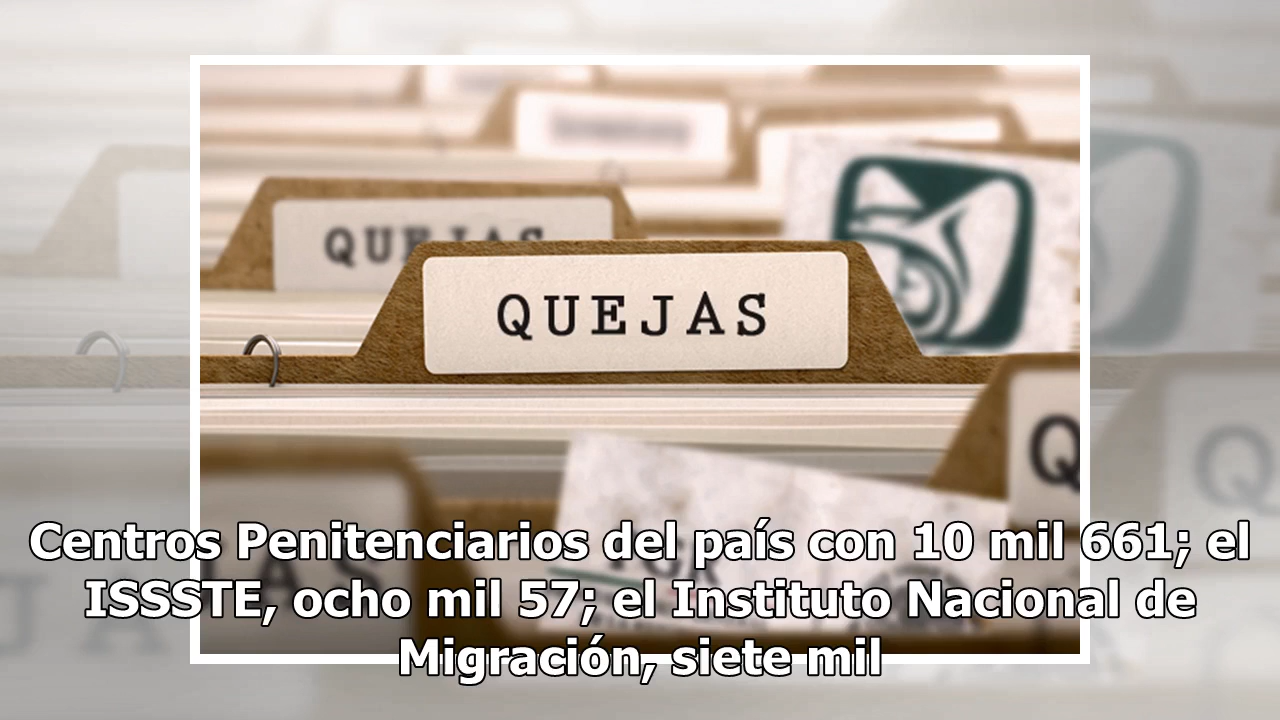 QUEJAS
QUEJAS
Q
Centros Penitenciarios del país con 10 mil 661; el
ISSSTE, ocho mil 57; el Instituto Nacional de
Migración, siete mil